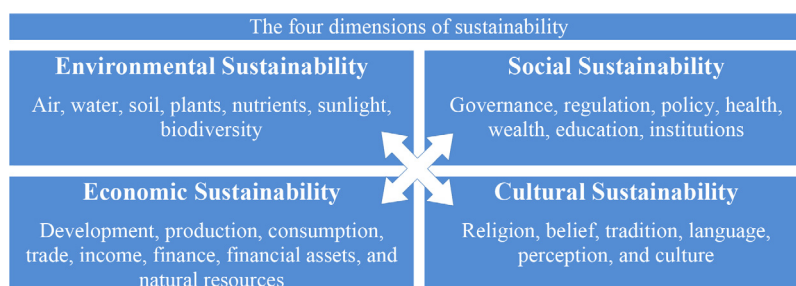 The four dimensions of sustainability
Environmental Sustainability
Air, water, soil, plants, nutrients, sunlight,
biodiversity
Social Sustainability
Governance, regulation, policy, health,
wealth, education, institutions
Economic Sustainability
Development, production, consumption,
trade, income, finance, financial assets, and
natural resources
Cultural Sustainability
Religion, belief, tradition, language,
perception, and culture